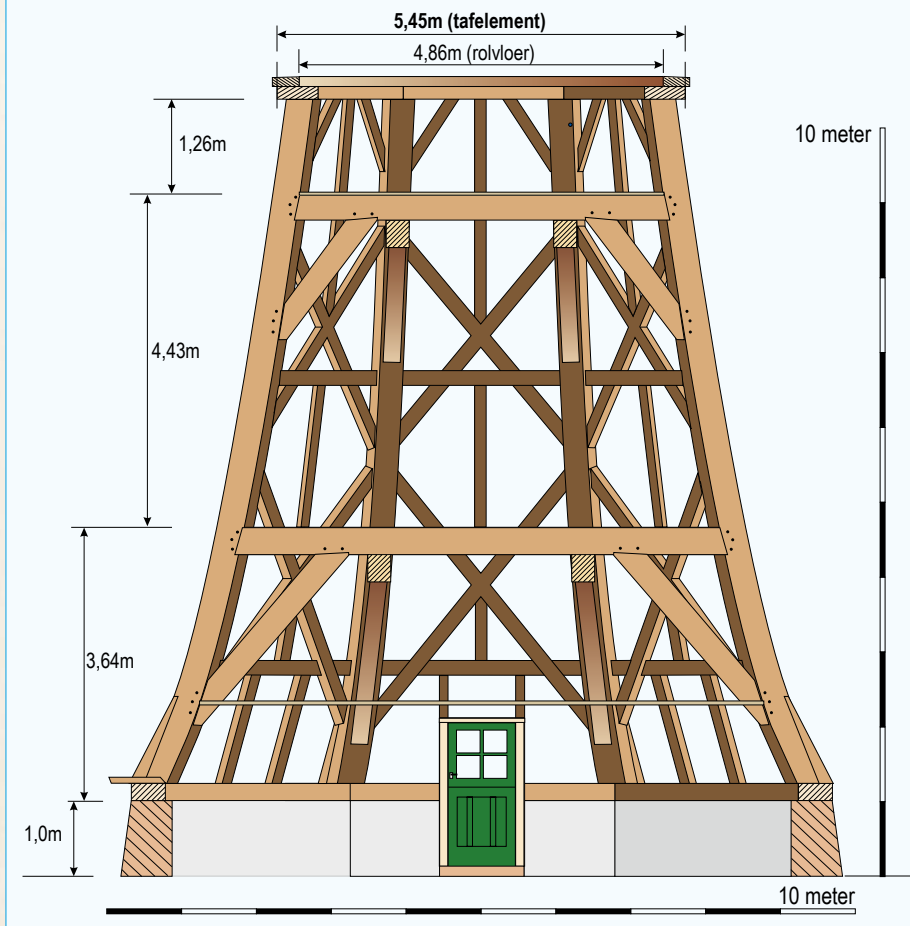 5,45m (tafelement)
4,86m (rolvloer)
1,26m
10 meter
4,43m
3,64m
1,0m
10 meter